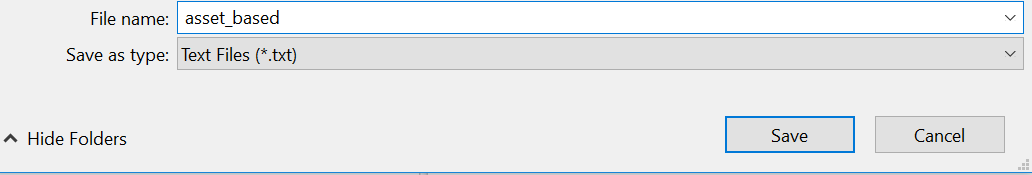 File name: asset_based
Save as type: Text Files (*.txt)
Hide Folders Save Cancel